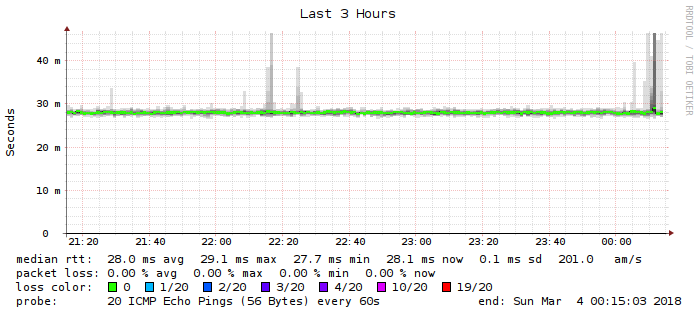 Last 3 Hours
RRDTOOL / TOBI OETIKER
Seconds
40 m
30 m
20 m
10 m
0
21:20 21:40 22:00 22:20 22:40 23:00 23:20 23:40 00:00
median rtt: 28.0 ms avg 29.1 ms max 27.7 ms min 28.1 ms now 0.1 ms sd 201.0 am/s
packet loss: 0.00 % avg 0.00 % max 0.00 % min 0.00 % now
loss color: 0 1/20 2/20 3/20 4/20 10/20 19/20
probe: 20 ICMP Echo Pings (56 Bytes) every 60s end: Sun Mar 4 00:15:03 2018